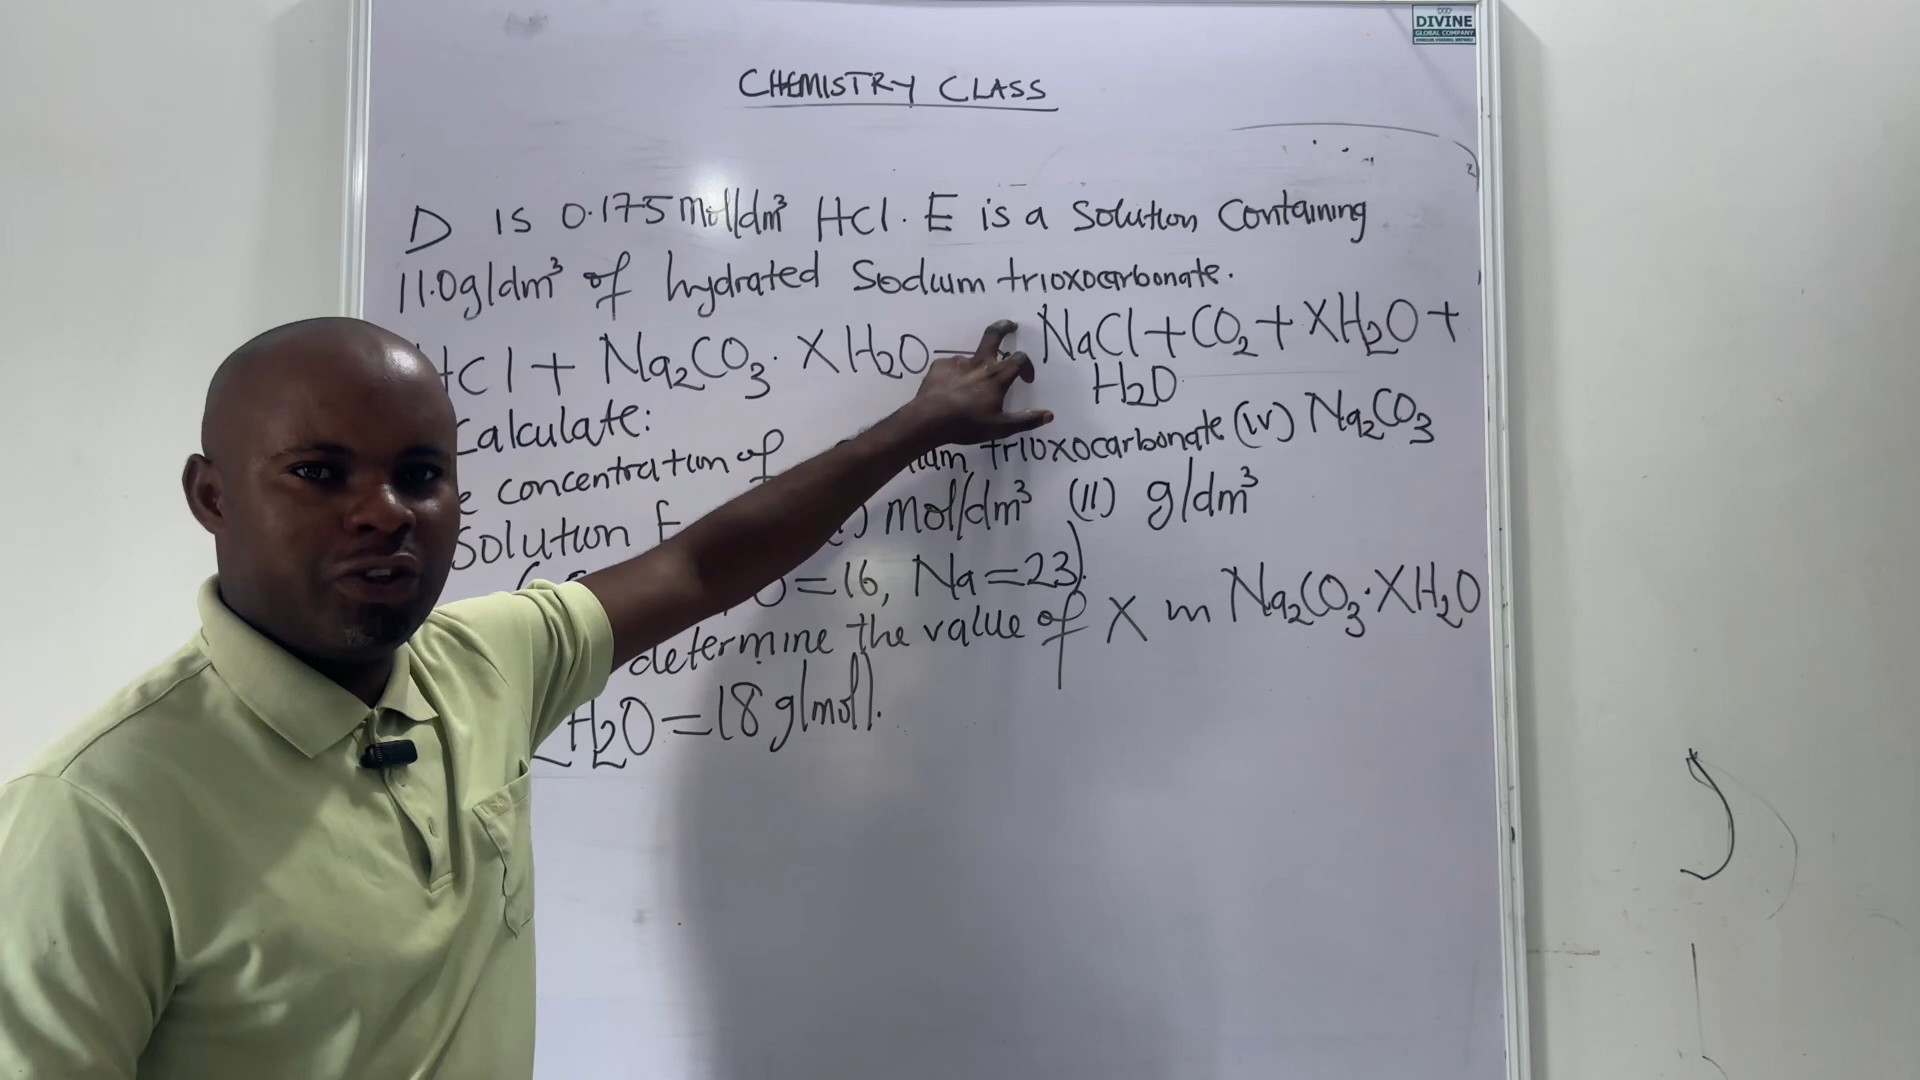 DIVINE
GLOBAL COMPANY
CHEMISTRY CLASS
D is 0.175 mol/dm³ HCl. E is a solution containing
11.0g/dm³ of hydrated sodium trioxocarbonate.
HCl + Na₂CO₃·XH₂O NaCl + CO₂ + XH₂O +
H₂O
Calculate:
concentration of trioxocarbonate (iv) Na₂CO₃
solution E mol/dm³ (II) g/dm³
O=16, Na=23)
determine the value of X in Na₂CO₃·XH₂O
H₂O=18g/mol).